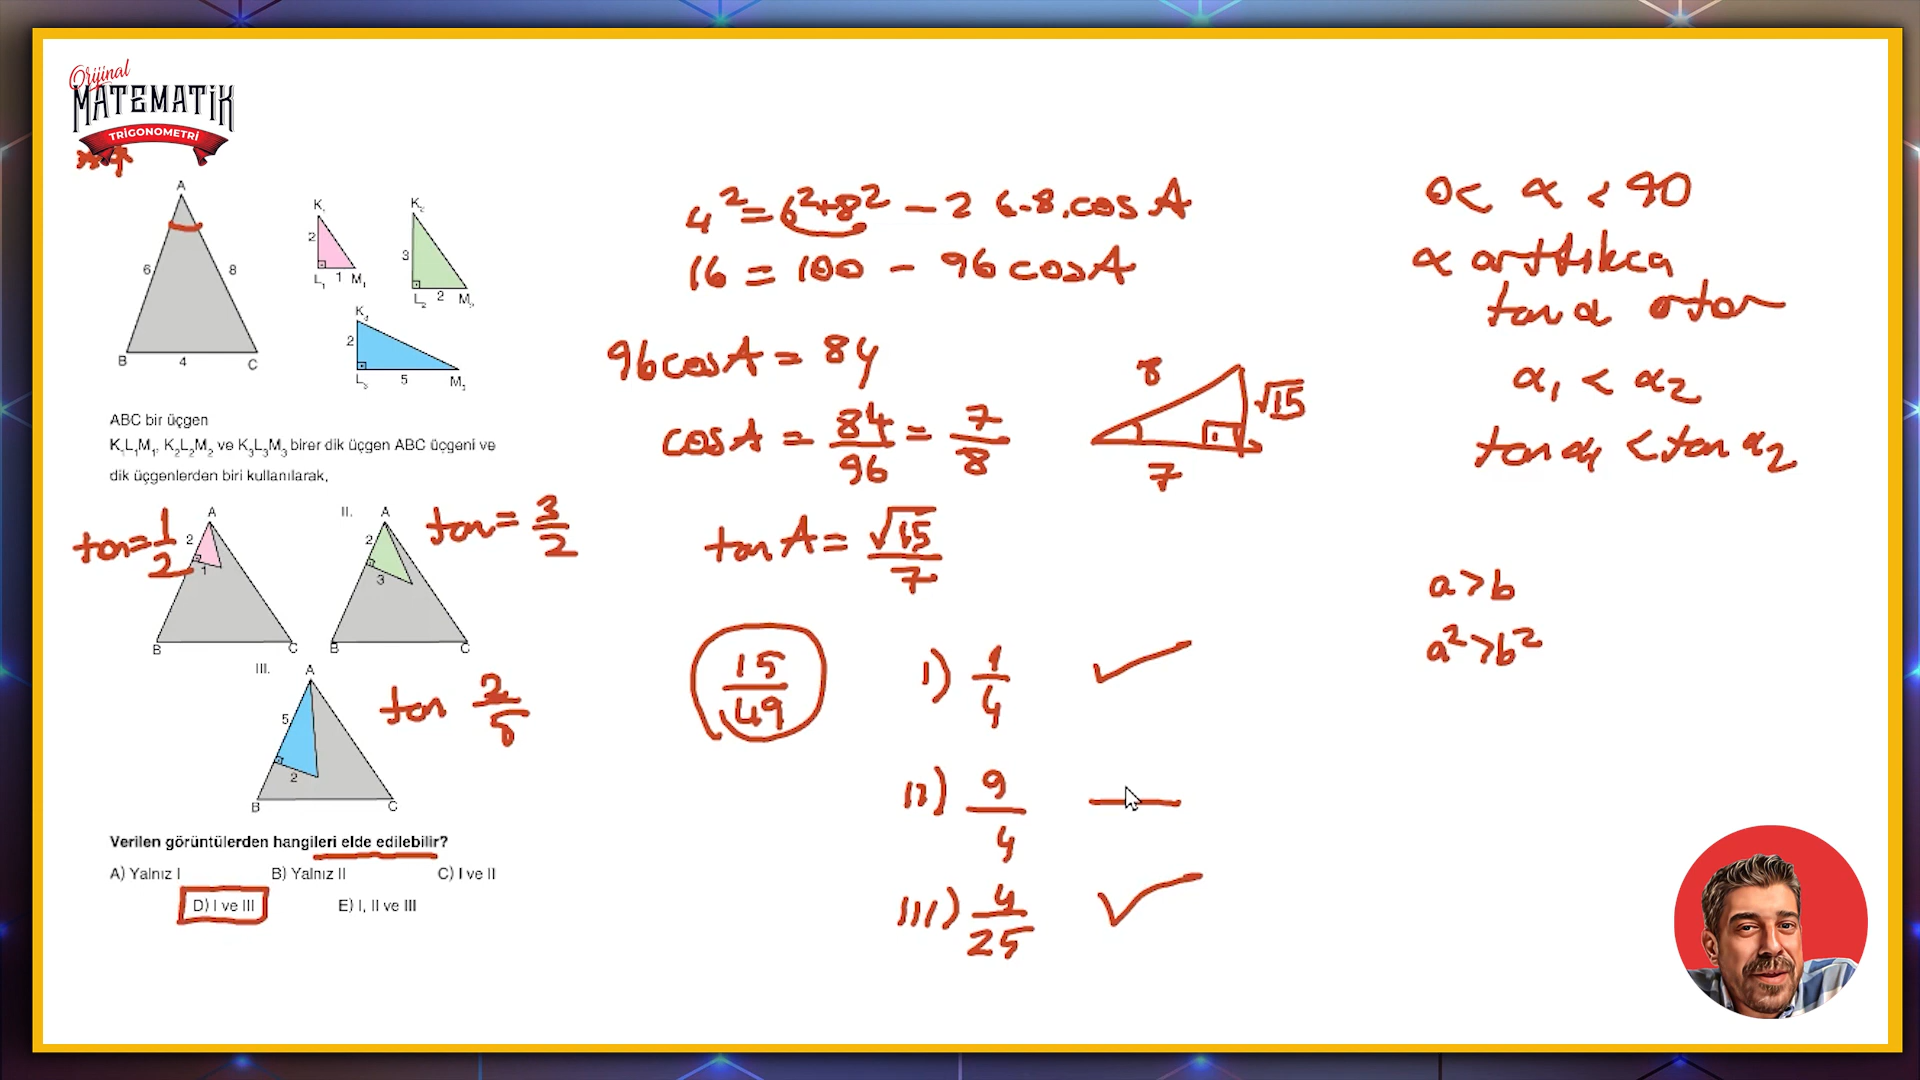 Orijinal
MATEMATİK
TRİGONOMETRİ
A
6
8
B
4
C
K₁
2
L₁ 1 M₁
K₂
3
L₂ 2 M₂
K₃
2
L₃ 5 M₃
ABC bir üçgen
K₁L₁M₁, K₂L₂M₂ ve K₃L₃M₃ birer dik üçgen ABC üçgeni ve
dik üçgenlerden biri kullanılarak,
tan = 1/2
A
2
1
B C
II.
A
2
3
B C
tan = 3/2
III.
A
5
2
B C
tan 2/5
Verilen görüntülerden hangileri elde edilebilir?
A) Yalnız I
B) Yalnız II
C) I ve II
D) I ve III
E) I, II ve III
4² = 6² + 8² - 2 6.8.cos A
16 = 100 - 96 cos A
96 cos A = 84
cos A = 84/96 = 7/8
8
√15
7
tan A = √15/7
15/49
I) 1/4
II) 9/4
III) 4/25
0 < α < 90
α arttıkça
tan α artar
α₁ < α₂
tan α₁ < tan α₂
a > b
a² > b²